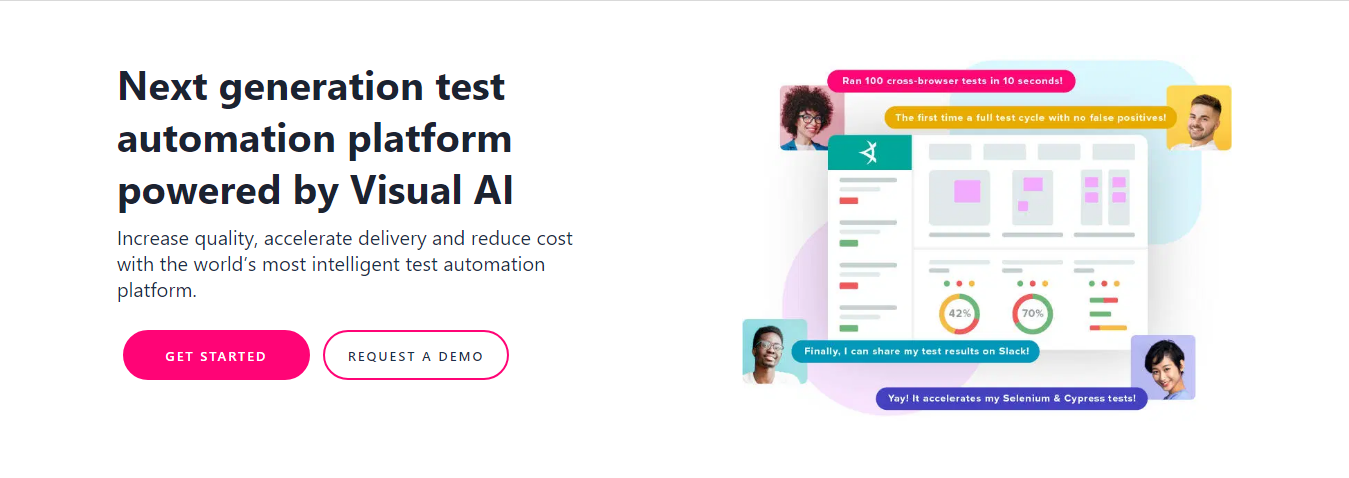 Next generation test
automation platform
powered by Visual AI
Increase quality, accelerate delivery and reduce cost
with the world’s most intelligent test automation
platform.
GET STARTED
REQUEST A DEMO
Ran 100 cross-browser tests in 10 seconds!
The first time a full test cycle with no false positives!
42%
70%
Finally, I can share my test results on Slack!
Yay! It accelerates my Selenium & Cypress tests!